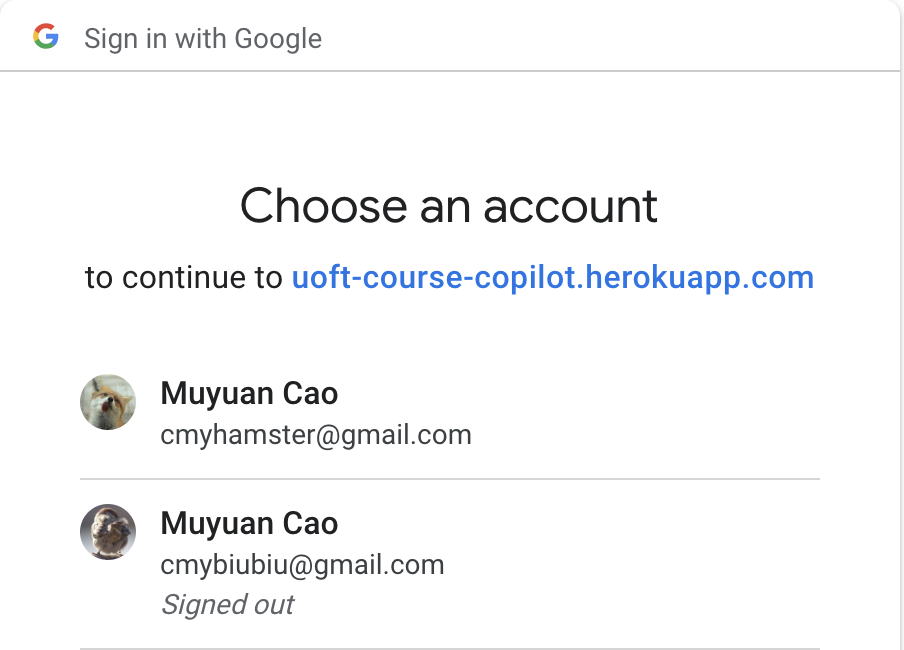 Sign in with Google
Choose an account
to continue to uoft-course-copilot.herokuapp.com
Muyuan Cao
cmyhamster@gmail.com
Muyuan Cao
cmybiubiu@gmail.com
Signed out